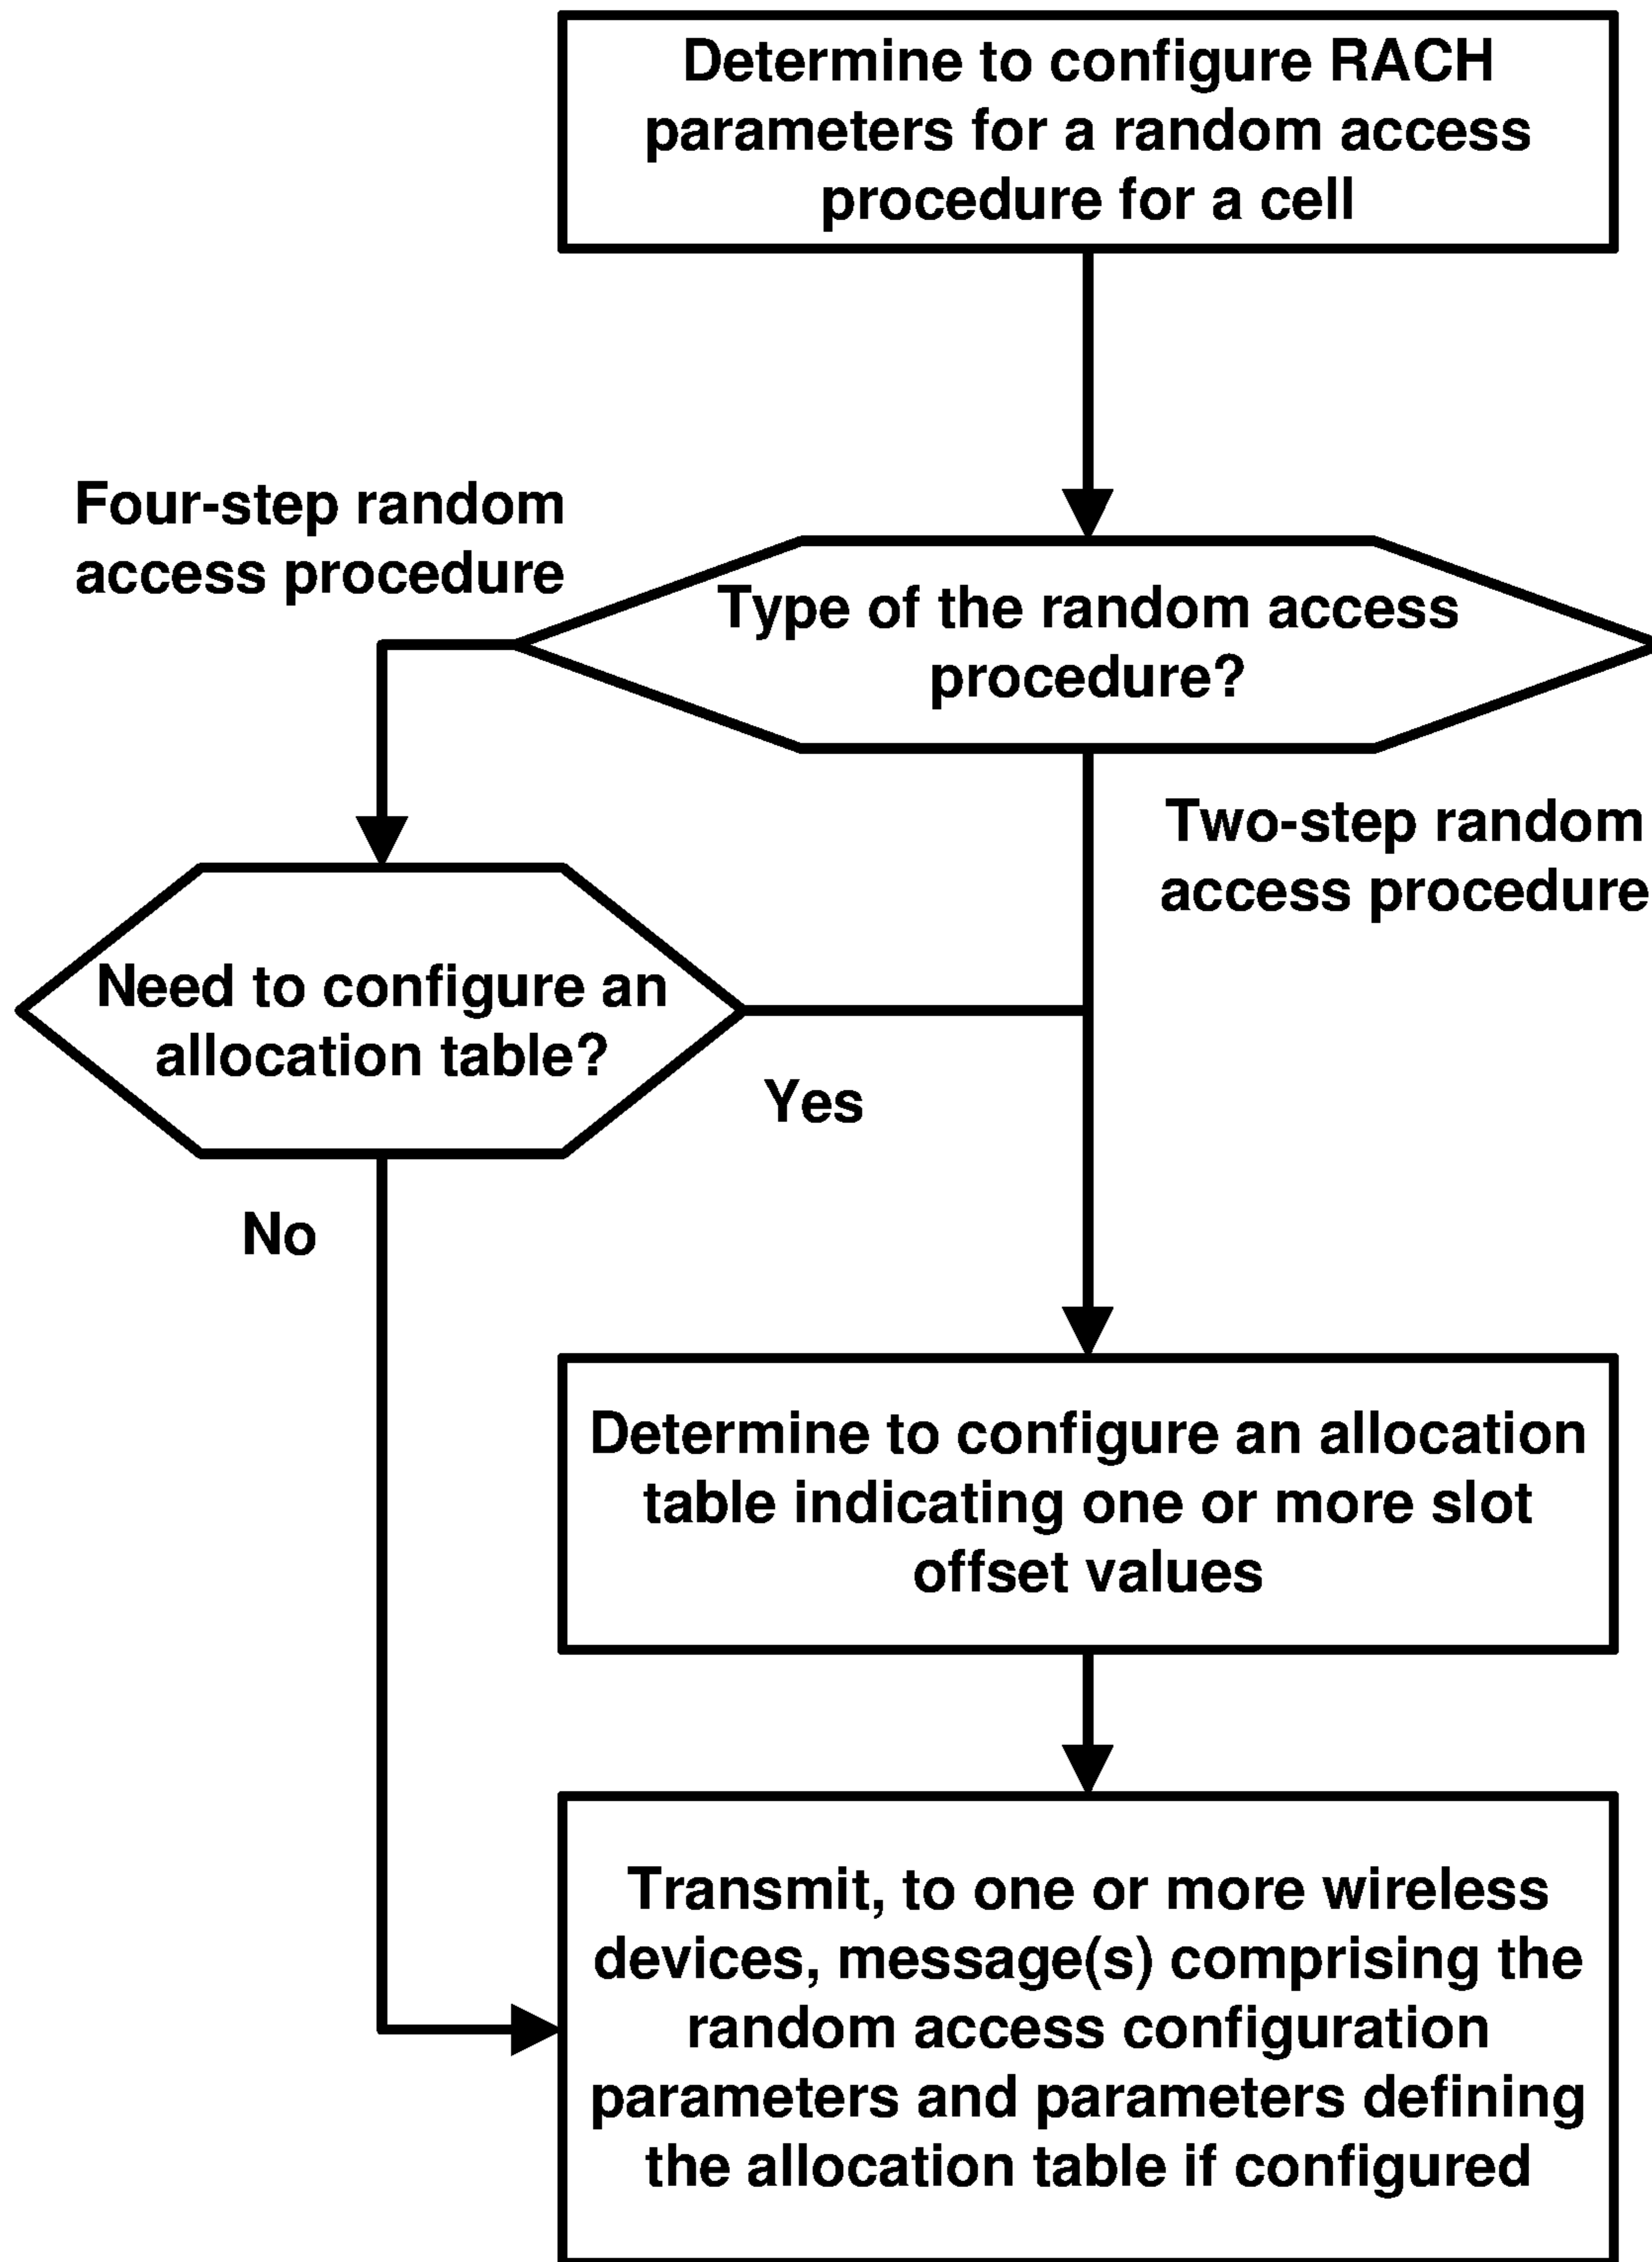 Determine to configure RACH
parameters for a random access
procedure for a cell
Four-step random
access procedure
Type of the random access
procedure?
Two-step random
access procedure
Need to configure an
allocation table?
Yes
No
Determine to configure an allocation
table indicating one or more slot
offset values
Transmit, to one or more wireless
devices, message(s) comprising the
random access configuration
parameters and parameters defining
the allocation table if configured